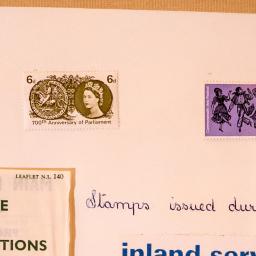 6d 6d
700th Anniversary of Parliament
LEAFLET N.I. 140
E
TIONS
Stamps issued dur
inland serv